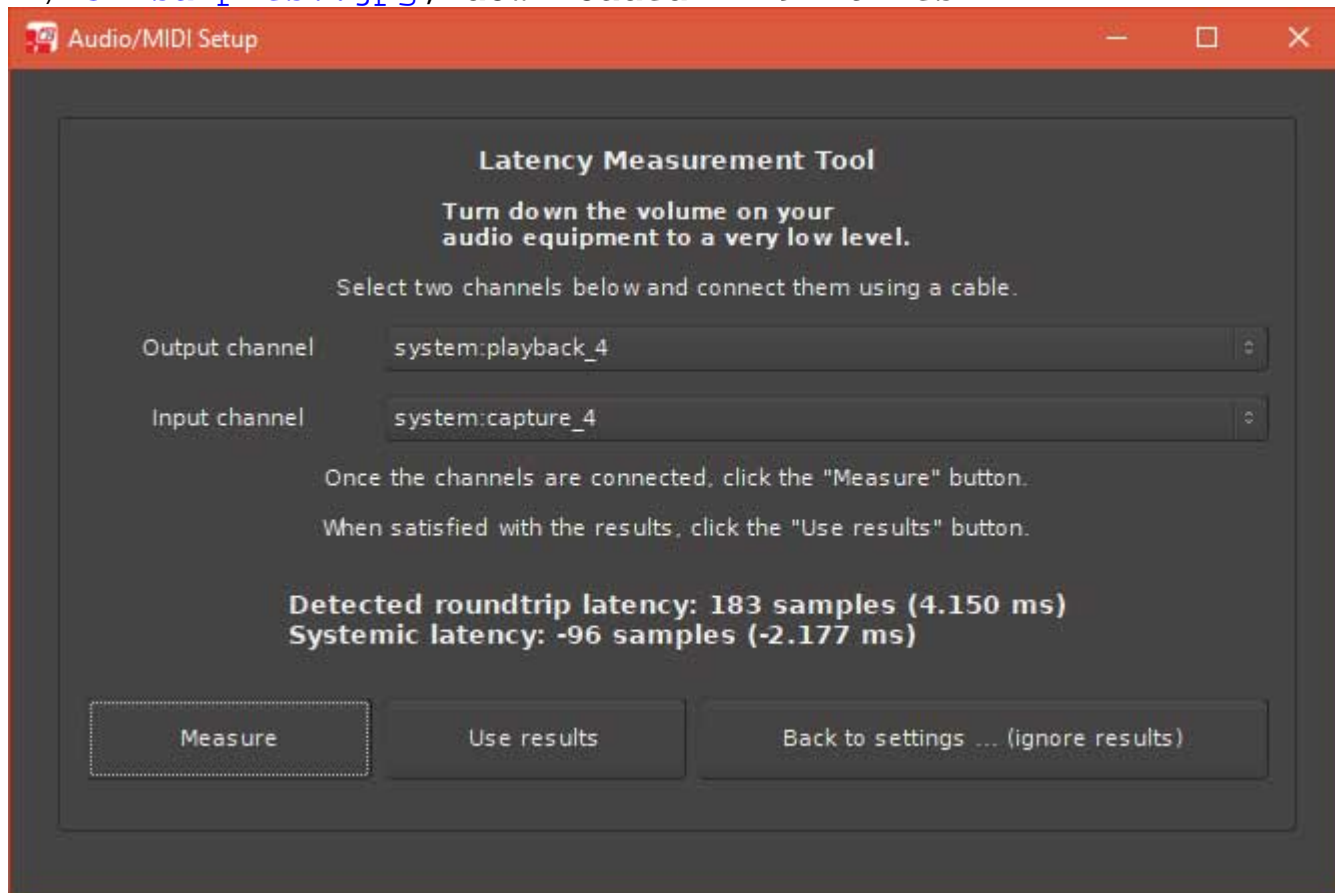 Audio/MIDI Setup
Latency Measurement Tool
Turn down the volume on your
audio equipment to a very low level.
Select two channels below and connect them using a cable.
Output channel system:playback_4
Input channel system:capture_4
Once the channels are connected, click the "Measure" button.
When satisfied with the results, click the "Use results" button.
Detected roundtrip latency: 183 samples (4.150 ms)
Systemic latency: -96 samples (-2.177 ms)
Measure Use results Back to settings ... (ignore results)